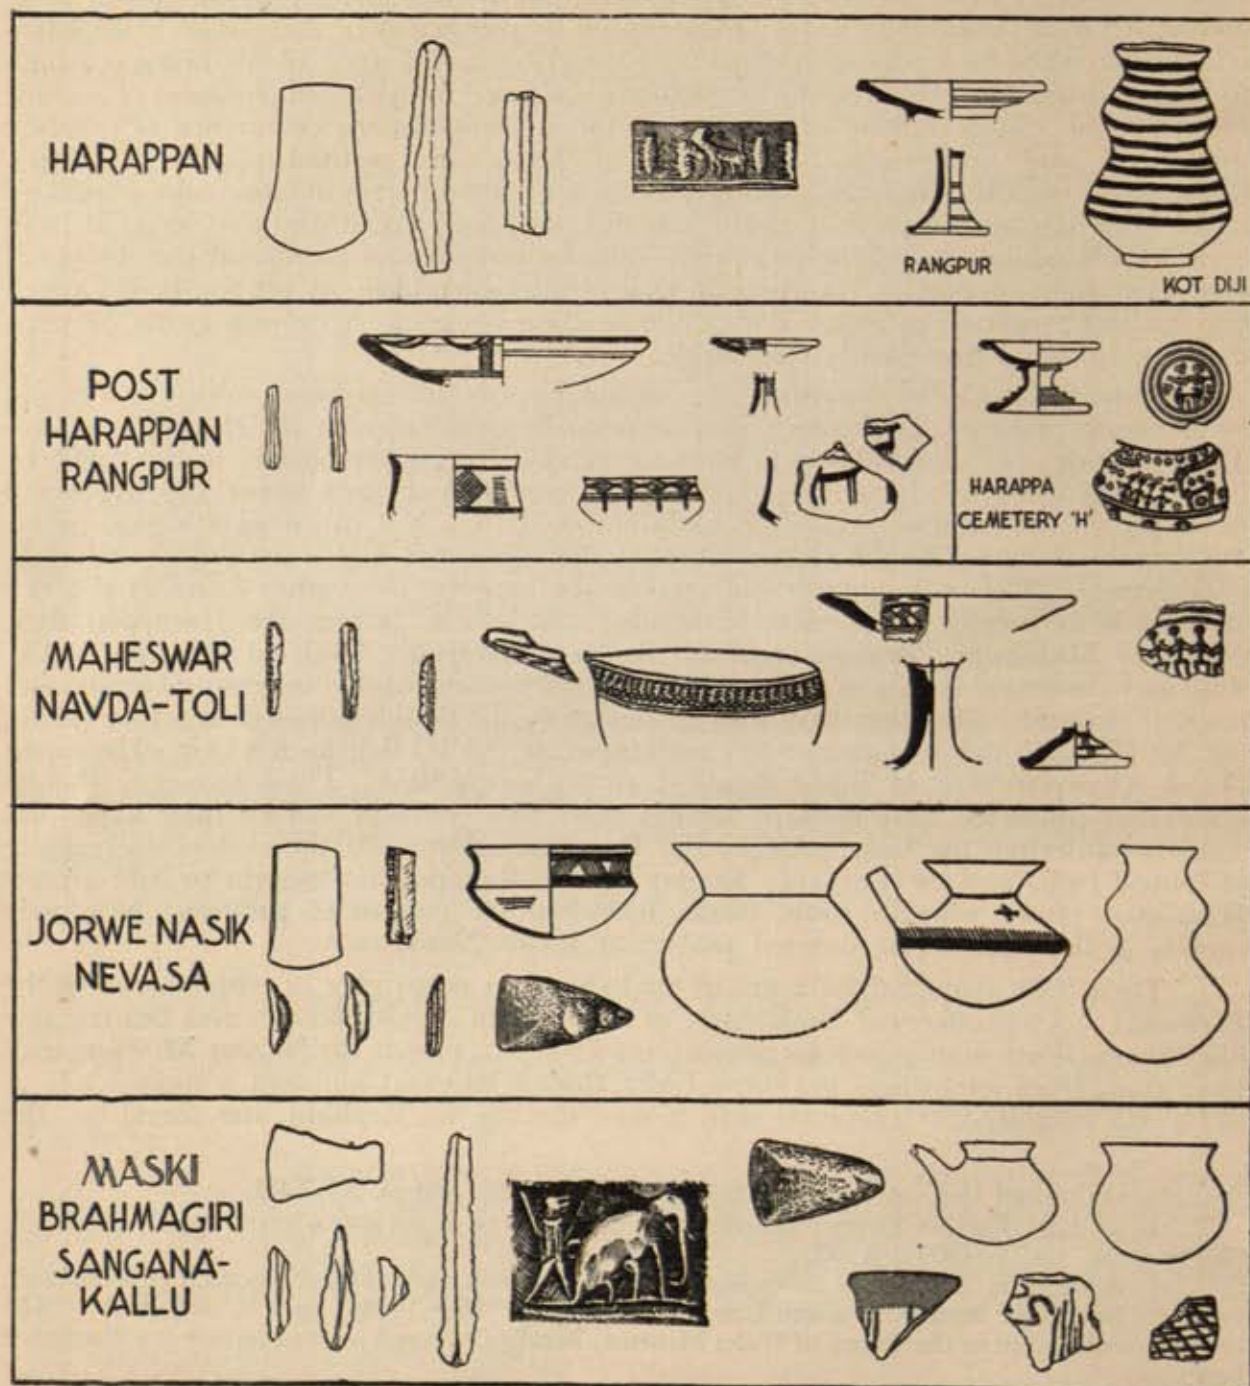 HARAPPAN
RANGPUR
KOT DIJI
POST
HARAPPAN
RANGPUR
HARAPPA
CEMETERY 'H'
MAHESWAR
NAVDA-TOLI
JORWE NASIK
NEVASA
MASKI
BRAHMAGIRI
SANGANA-
KALLU